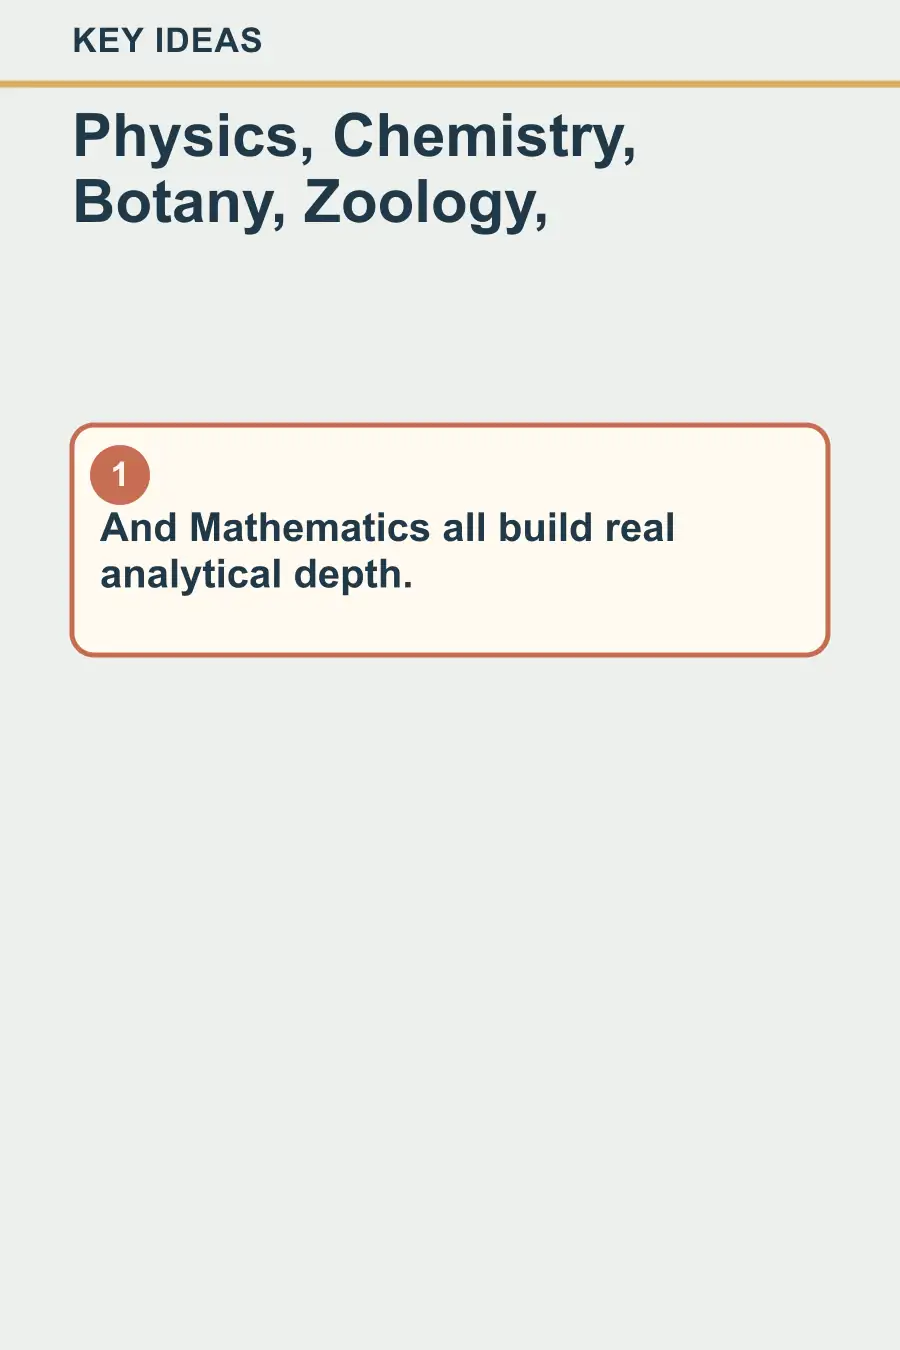 KEY IDEAS
Physics, Chemistry,
Botany, Zoology,
1
And Mathematics all build real
analytical depth.